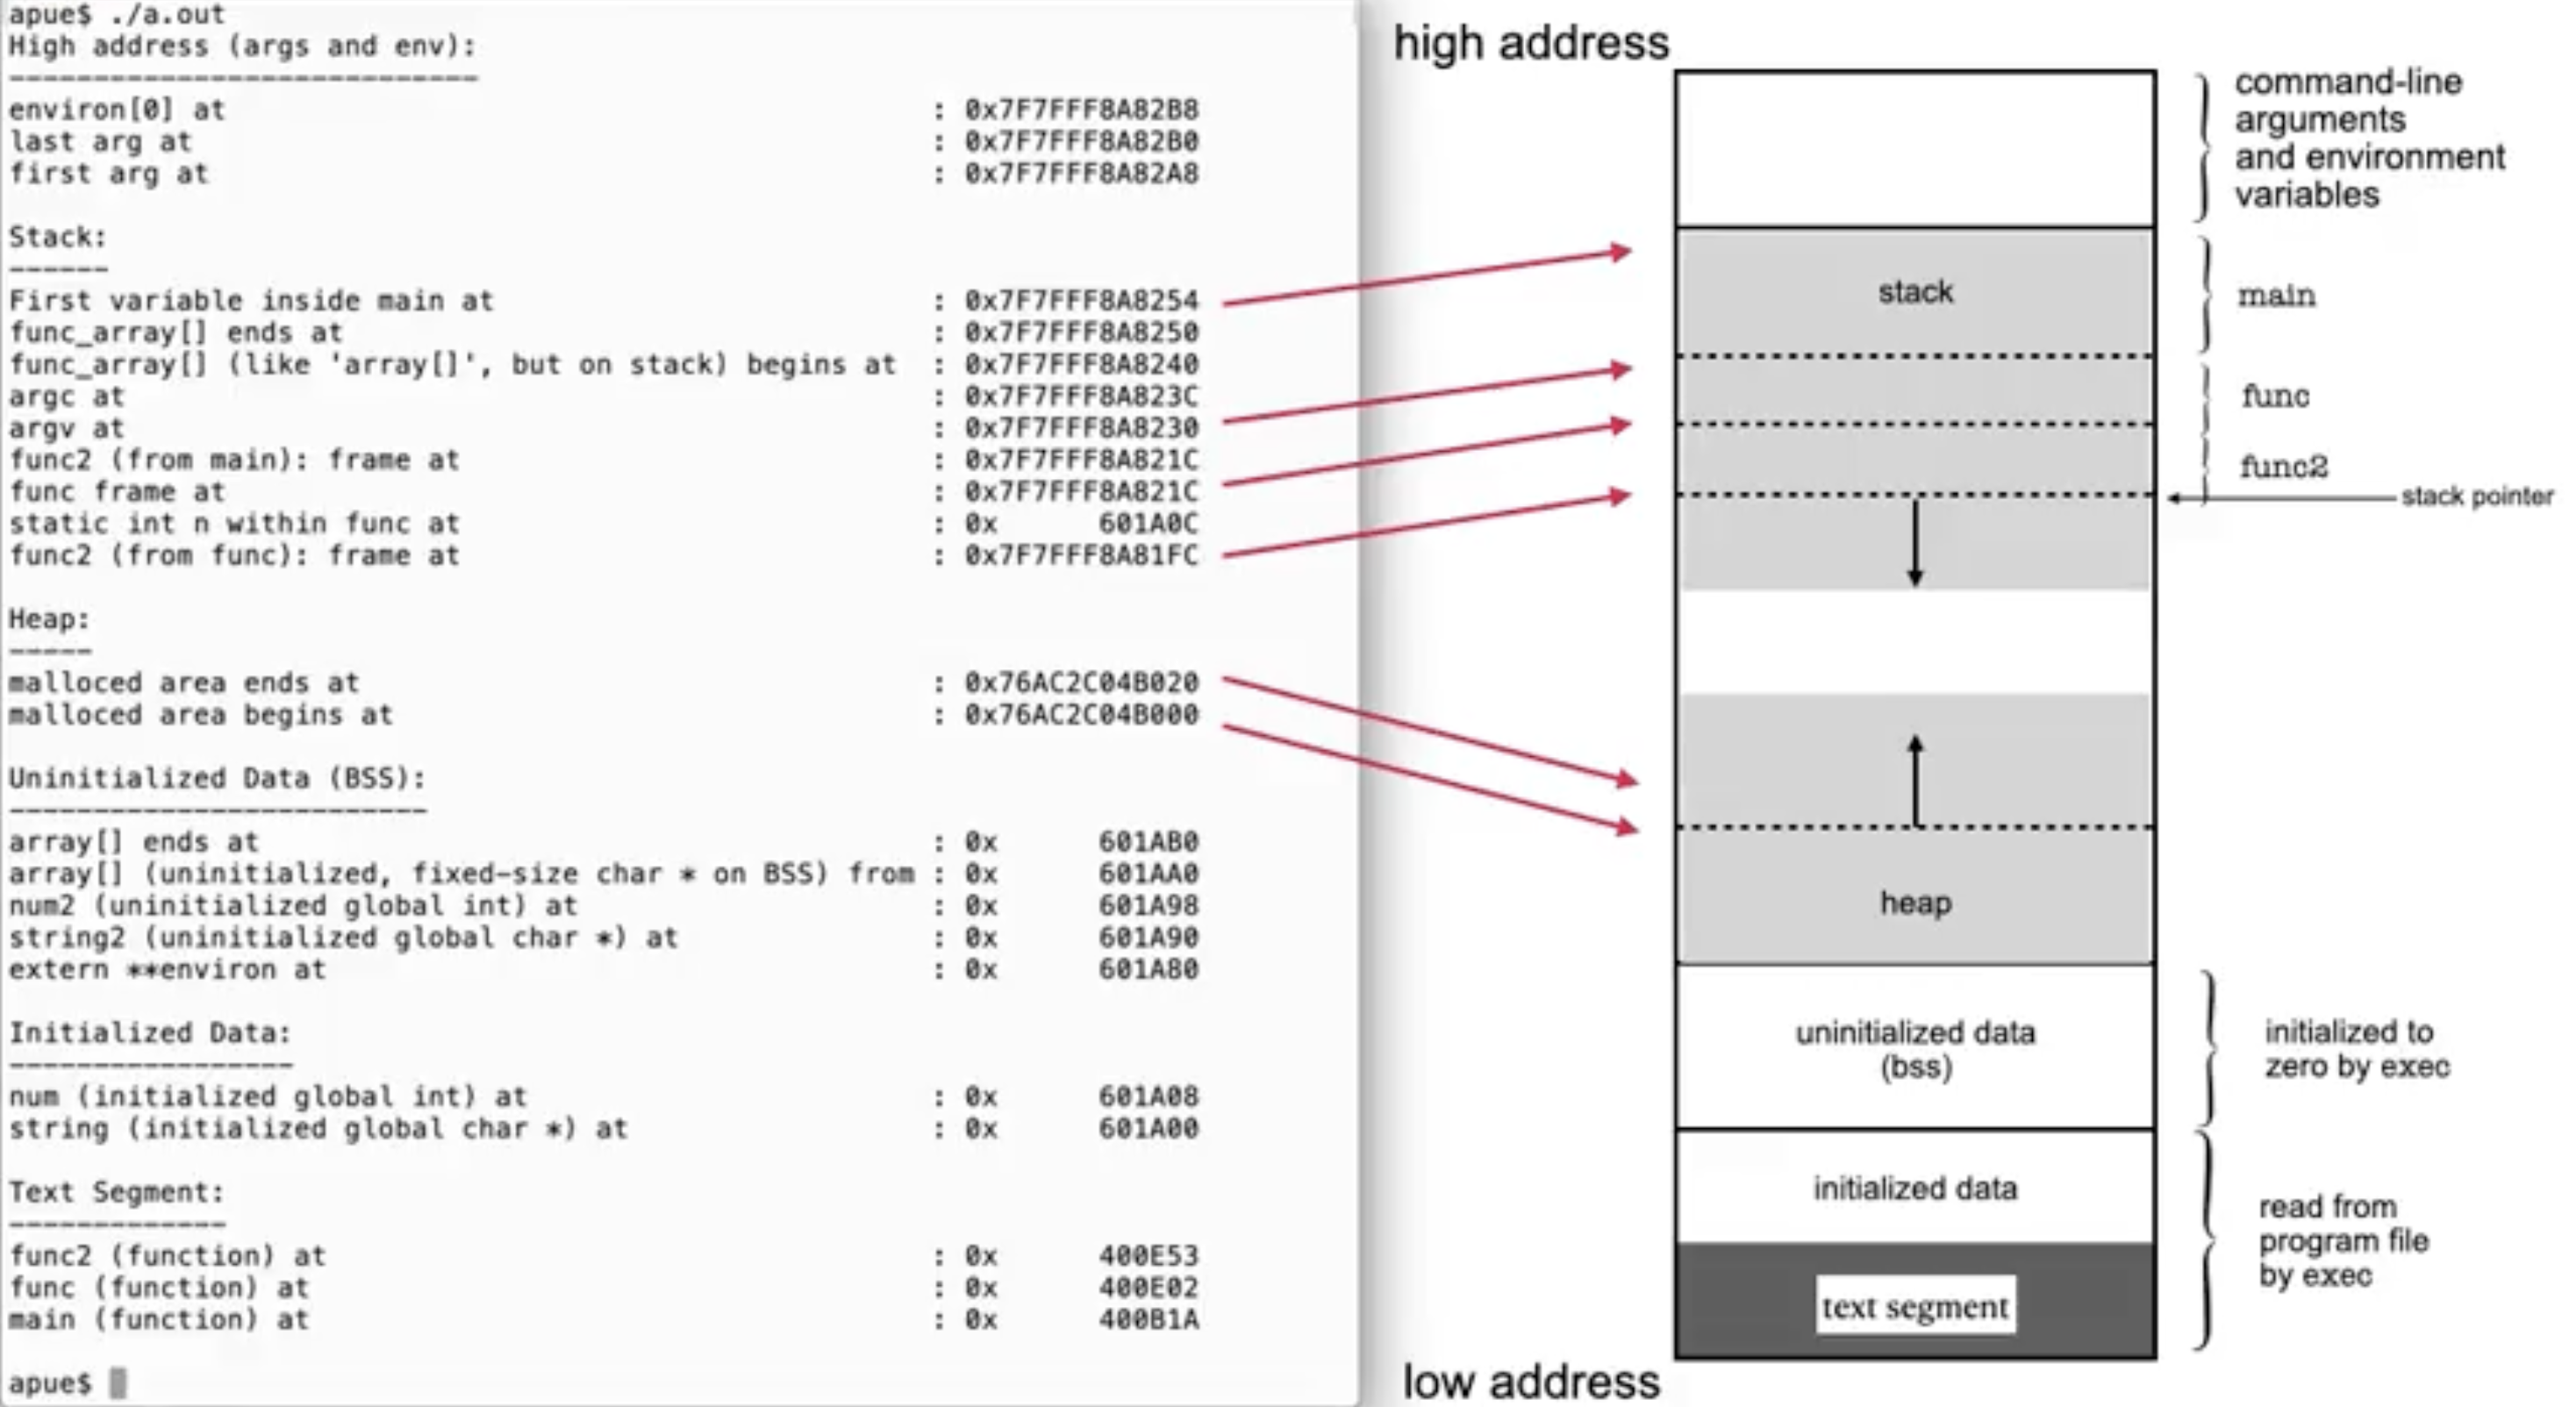 apue$ ./a.out
High address (args and env):
----------------------------
environ[0] at : 0x7F7FFF8A82B8
last arg at : 0x7F7FFF8A82B0
first arg at : 0x7F7FFF8A82A8
Stack:
------
First variable inside main at : 0x7F7FFF8A8254
func_array[] ends at : 0x7F7FFF8A8250
func_array[] (like 'array[]', but on stack) begins at : 0x7F7FFF8A8240
argc at : 0x7F7FFF8A823C
argv at : 0x7F7FFF8A8230
func2 (from main): frame at : 0x7F7FFF8A821C
func frame at : 0x7F7FFF8A821C
static int n within func at : 0x      601A0C
func2 (from func): frame at : 0x7F7FFF8A81FC
Heap:
-----
malloced area ends at : 0x76AC2C04B020
malloced area begins at : 0x76AC2C04B000
Uninitialized Data (BSS):
-------------------------
array[] ends at : 0x      601AB0
array[] (uninitialized, fixed-size char * on BSS) from : 0x      601AA0
num2 (uninitialized global int) at : 0x      601A98
string2 (uninitialized global char *) at : 0x      601A90
extern **environ at : 0x      601A80
Initialized Data:
-----------------
num (initialized global int) at : 0x      601A08
string (initialized global char *) at : 0x      601A00
Text Segment:
-------------
func2 (function) at : 0x      400E53
func (function) at : 0x      400E02
main (function) at : 0x      400B1A
apue$
high address
command-line
arguments
and environment
variables
stack
main
func
func2
stack pointer
heap
uninitialized data
(bss)
initialized to
zero by exec
initialized data
read from
program file
by exec
text segment
low address